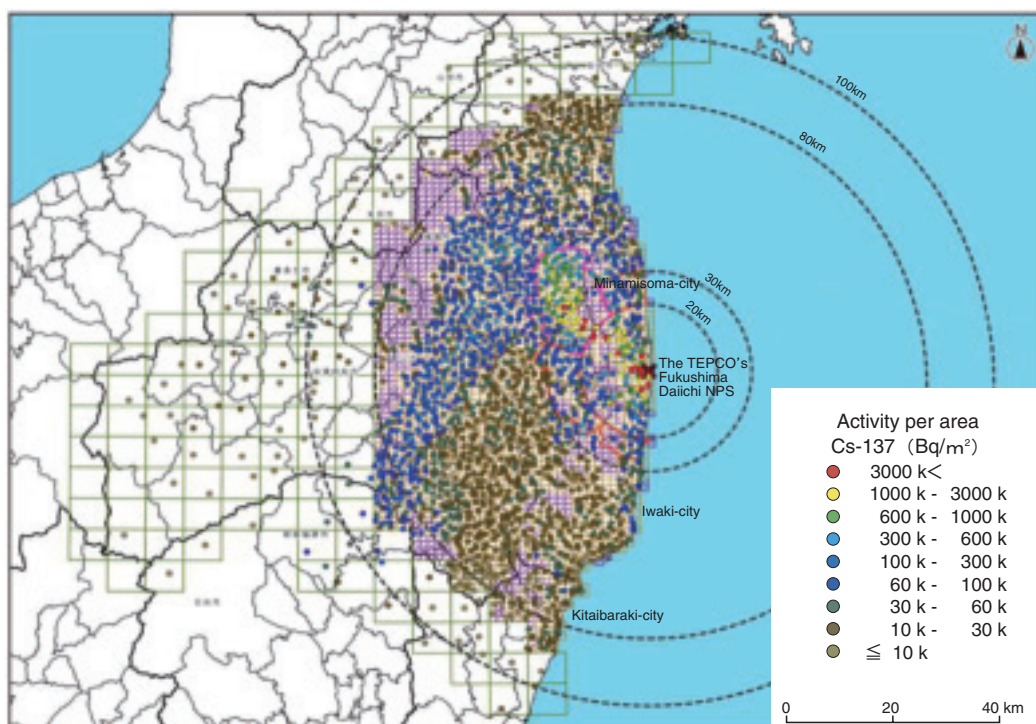 N
100km
80km
30km
20km
Minamisoma-city
The TEPCO's
Fukushima
Daiichi NPS
Iwaki-city
Kitaibaraki-city
Activity per area
Cs-137 (Bq/m²)
3000 k<
1000 k - 3000 k
600 k - 1000 k
300 k - 600 k
100 k - 300 k
60 k - 100 k
30 k - 60 k
10 k - 30 k
≦ 10 k
0 20 40 km